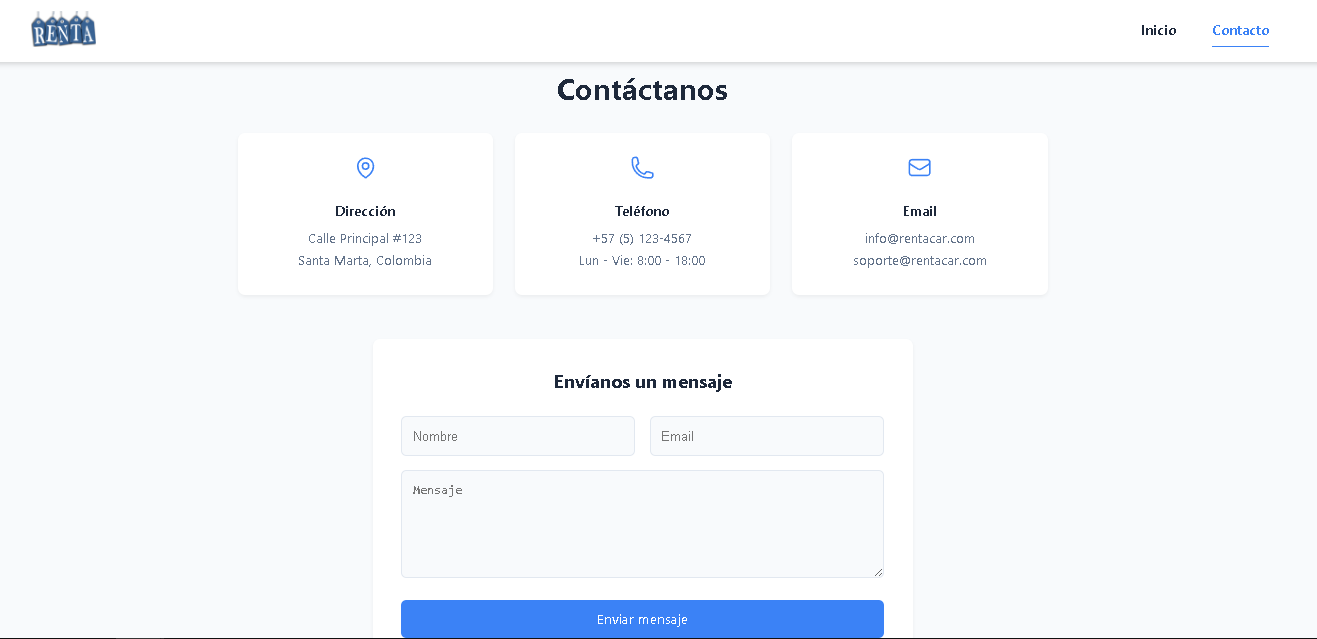 RENTA
Inicio
Contacto
Contáctanos
Dirección
Calle Principal #123
Santa Marta, Colombia
Teléfono
+57 (5) 123-4567
Lun - Vie: 8:00 - 18:00
Email
info@rentacar.com
soporte@rentacar.com
Envíanos un mensaje
Nombre
Email
Mensaje
Enviar mensaje